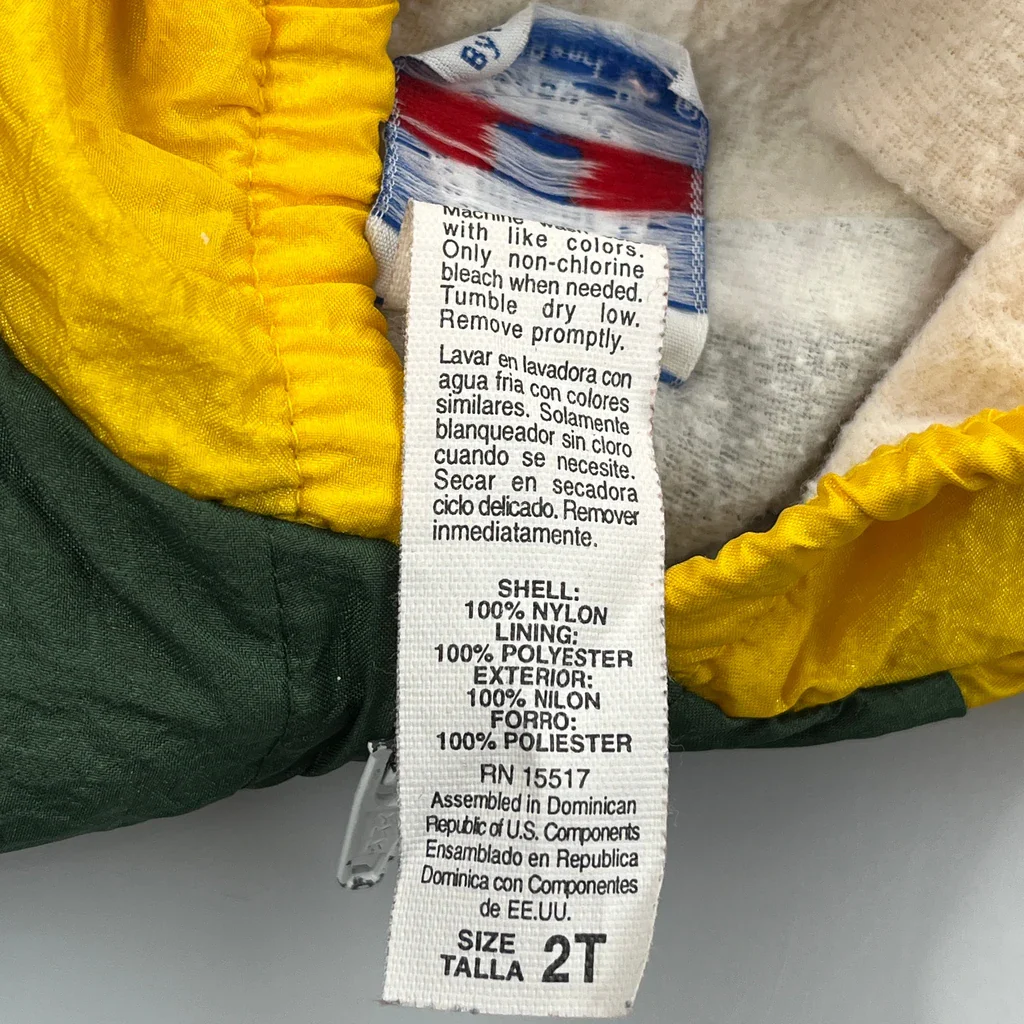 By
Machine wash
with like colors.
Only non-chlorine
bleach when needed.
Tumble dry low.
Remove promptly.
Lavar en lavadora con
agua fria con colores
similares. Solamente
blanqueador sin cloro
cuando se necesite.
Secar en secadora
ciclo delicado. Remover
inmediatamente.
SHELL:
100% NYLON
LINING:
100% POLYESTER
EXTERIOR:
100% NILON
FORRO:
100% POLIESTER
RN 15517
Assembled in Dominican
Republic of U.S. Components
Ensamblado en Republica
Dominica con Componentes
de EE.UU.
SIZE
TALLA 2T